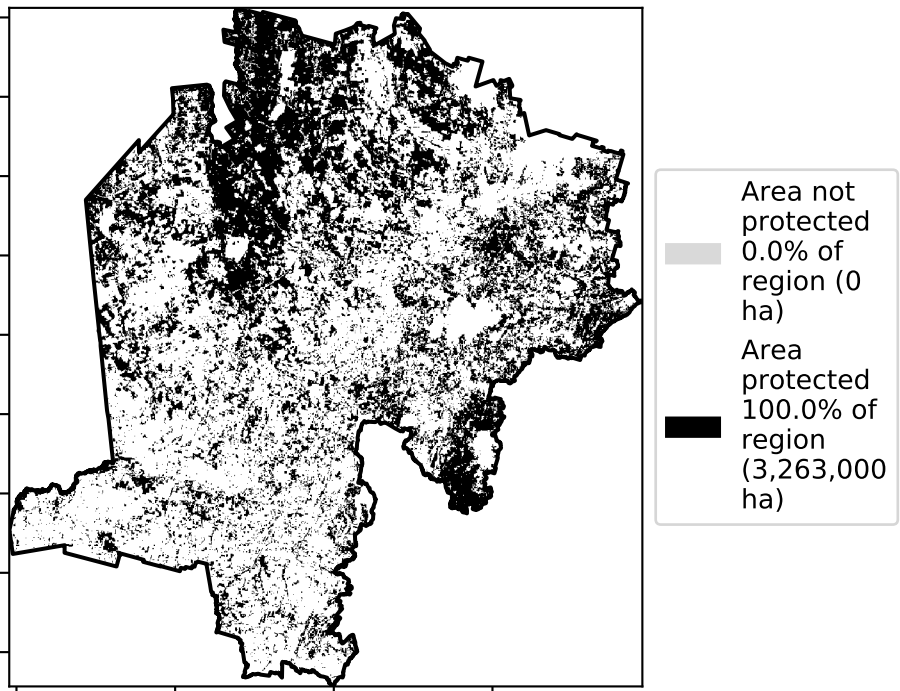 Area not
protected
0.0% of
region (0
ha)
Area
protected
100.0% of
region
(3,263,000
ha)